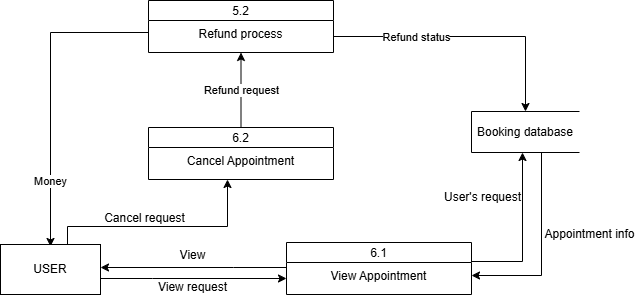 5.2
Refund process
Refund status
Refund request
6.2
Cancel Appointment
Booking database
Money
Cancel request
User's request
Appointment info
USER
View
View request
6.1
View Appointment